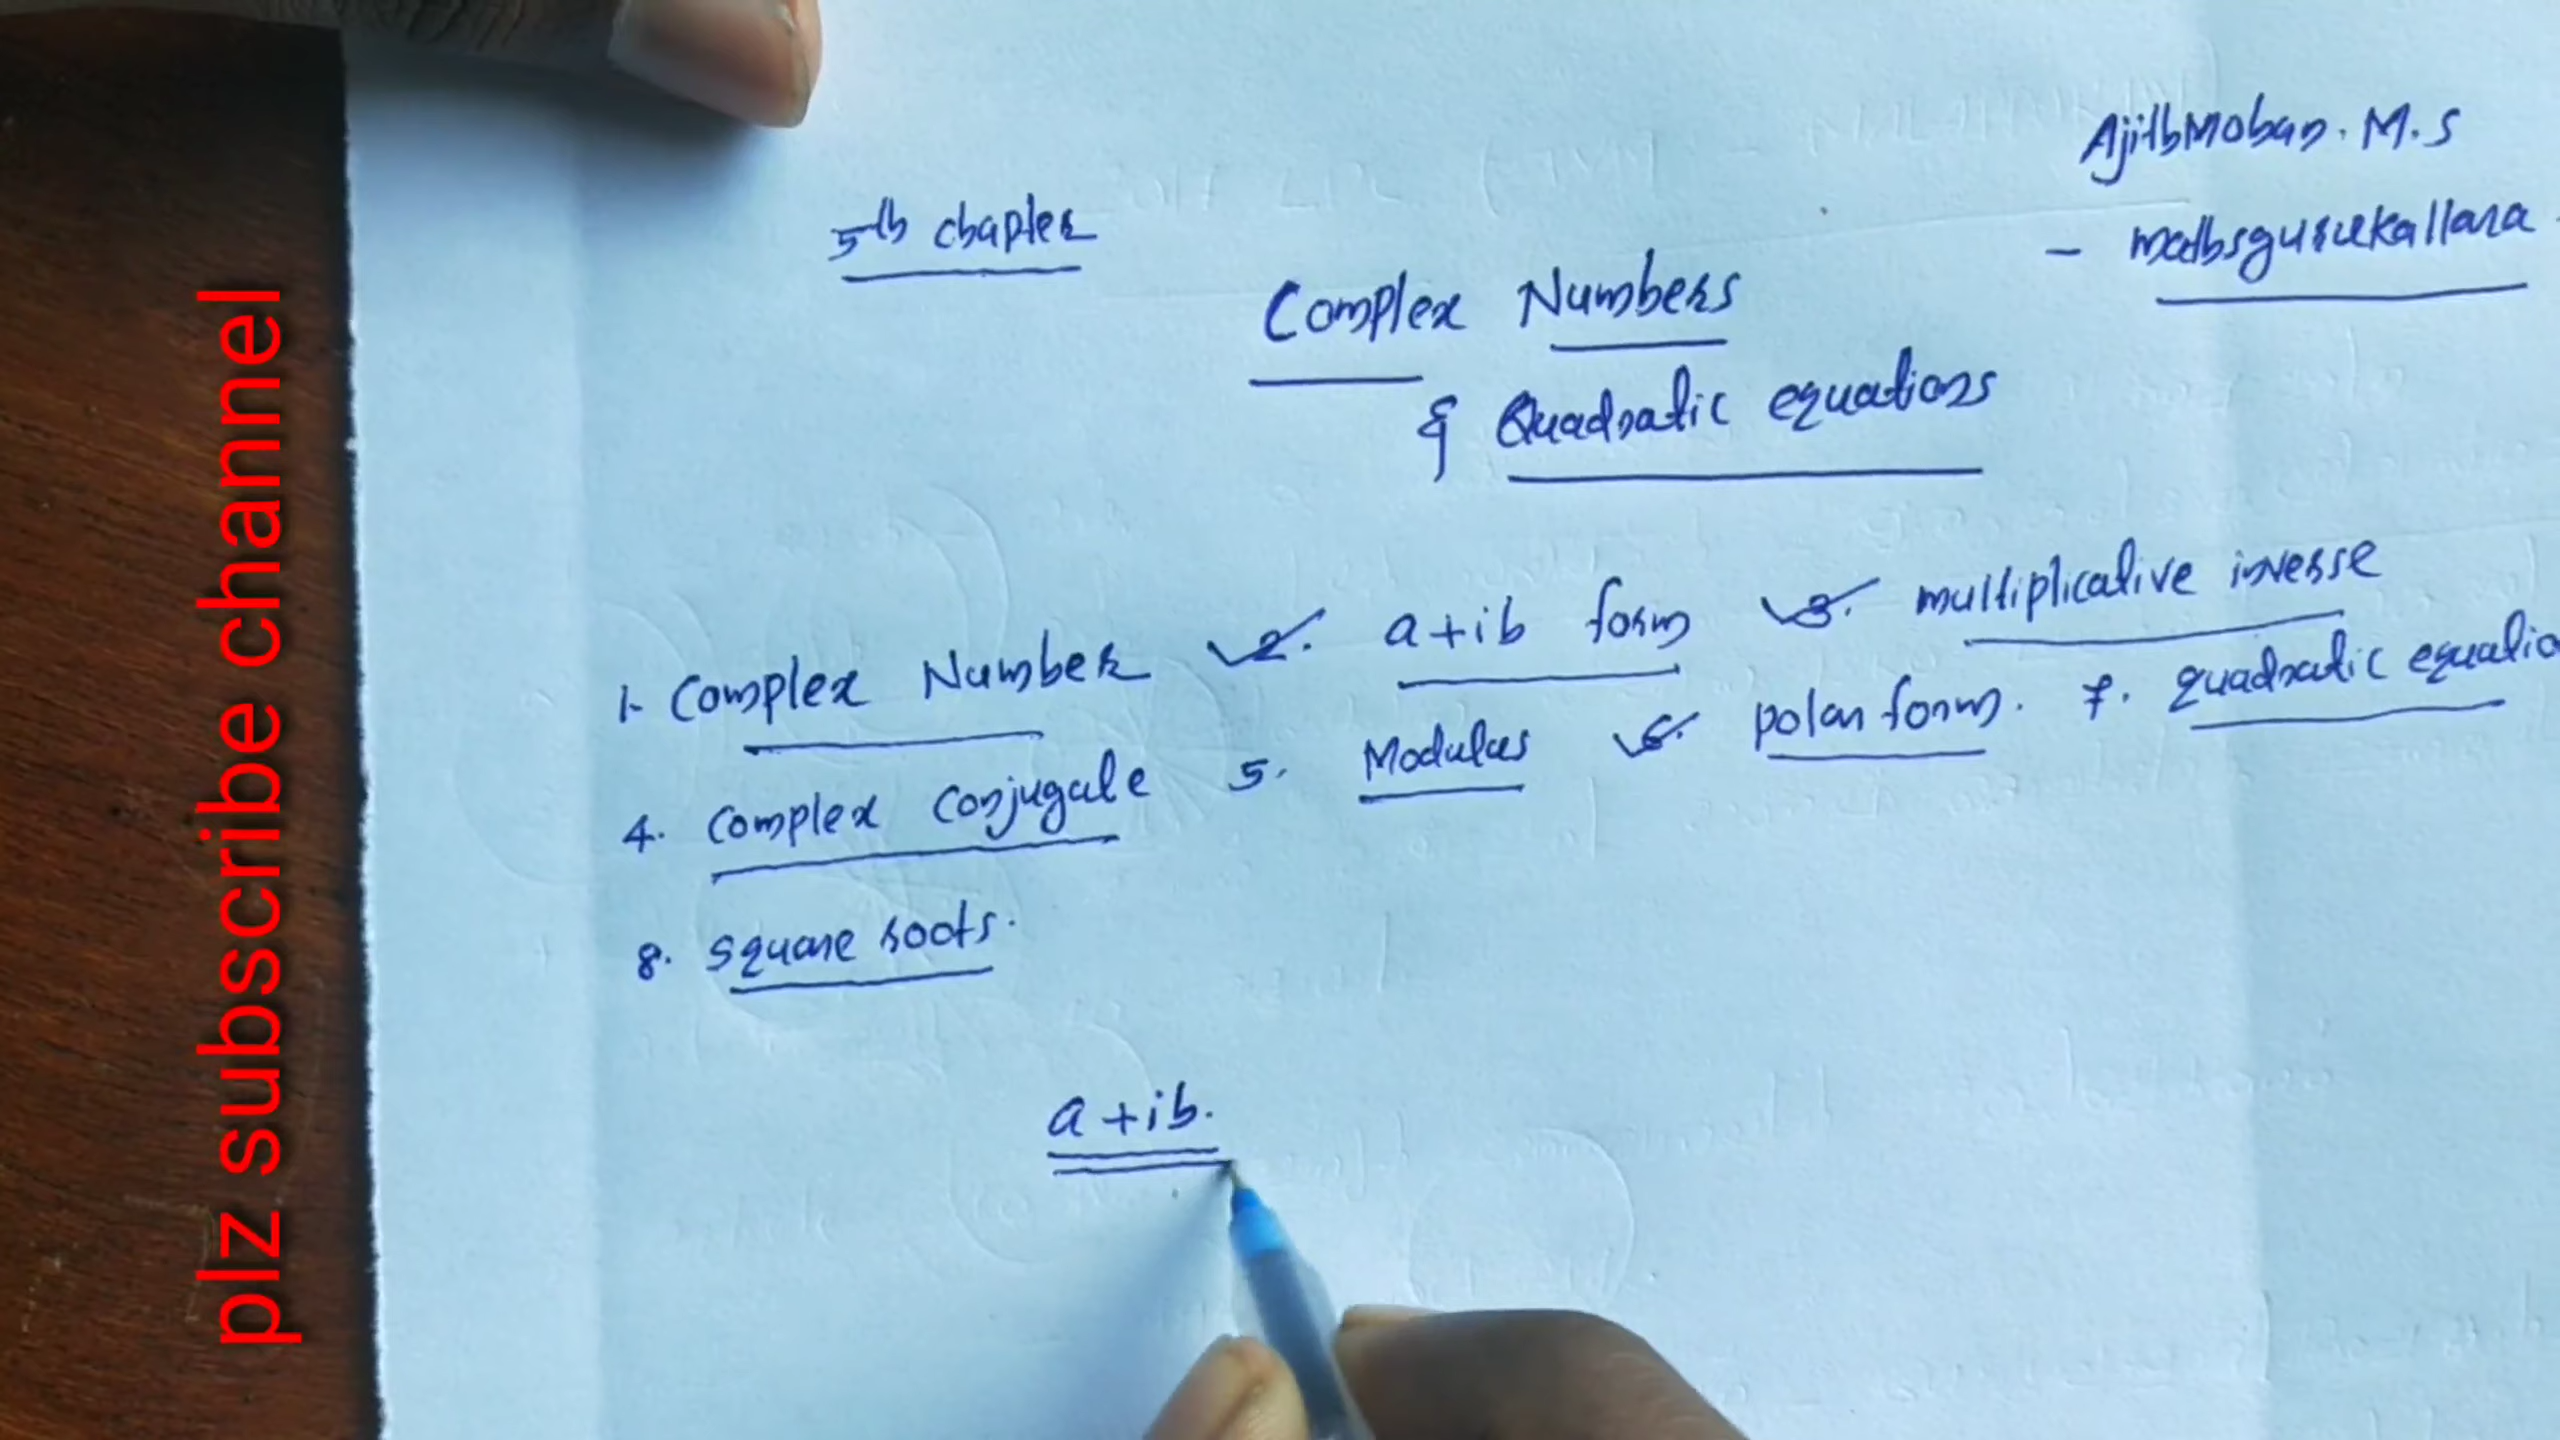 AjithMohan. M.S
5th chapter
- mathsgurukallara
Complex Numbers
& Quadratic equations
1. Complex Number 2. a+ib form 3. multiplicative inverse
4. Complex Conjugate 5. Modulus 6. polar form. 7. quadratic equatio
8. square roots.
a+ib.
plz subscribe channel